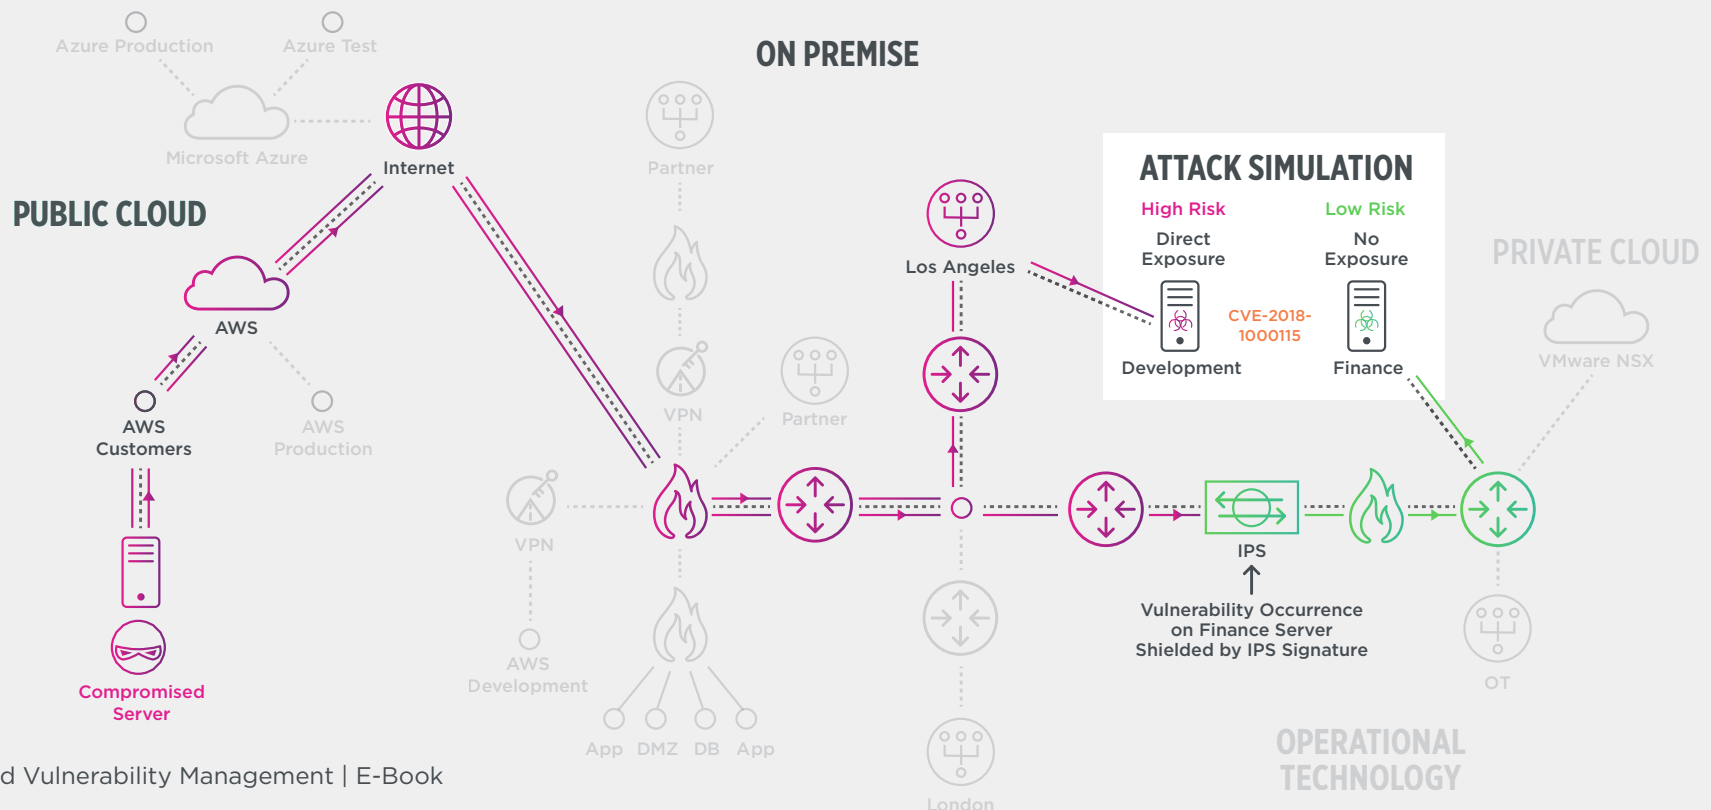 Azure Production
Azure Test
ON PREMISE
Microsoft Azure
Internet
Partner
PUBLIC CLOUD
ATTACK SIMULATION
High Risk
Low Risk
Direct
Exposure
No
Exposure
PRIVATE CLOUD
Los Angeles
AWS
CVE-2018-
1000115
Development
Finance
VMware NSX
VPN
Partner
AWS
Customers
AWS
Production
VPN
IPS
Vulnerability Occurrence
on Finance Server
Shielded by IPS Signature
AWS
Development
OT
Compromised
Server
App
DMZ
DB
App
OPERATIONAL
TECHNOLOGY
d Vulnerability Management | E-Book
London